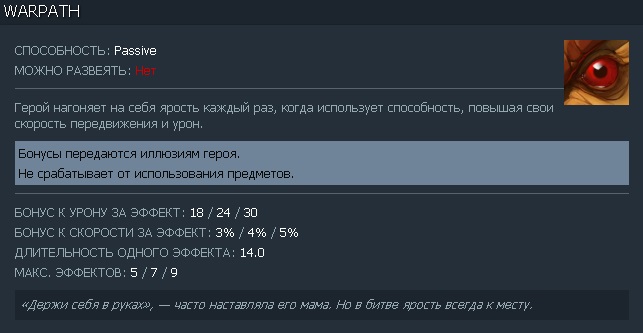 WARPATH
СПОСОБНОСТЬ: Passive
МОЖНО РАЗВЕЯТЬ: Нет
Герой нагоняет на себя ярость каждый раз, когда использует способность, повышая свои
скорость передвижения и урон.
Бонусы передаются иллюзиям героя.
Не срабатывает от использования предметов.
БОНУС К УРОНУ ЗА ЭФФЕКТ: 18 / 24 / 30
БОНУС К СКОРОСТИ ЗА ЭФФЕКТ: 3% / 4% / 5%
ДЛИТЕЛЬНОСТЬ ОДНОГО ЭФФЕКТА: 14.0
МАКС. ЭФФЕКТОВ: 5 / 7 / 9
«Держи себя в руках», — часто наставляла его мама. Но в битве ярость всегда к месту.